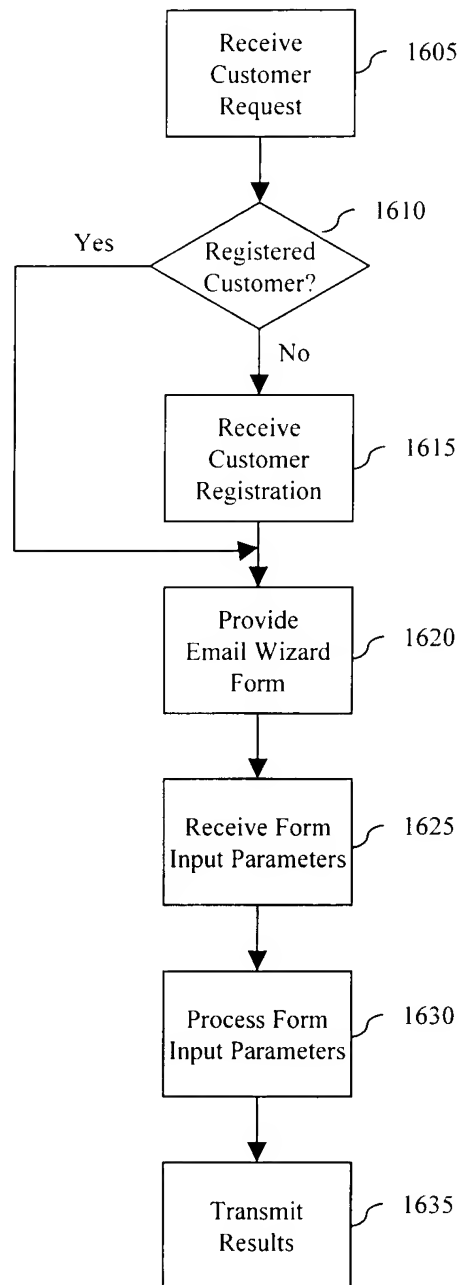 Receive
Customer
Request
1605
1610
Yes
Registered
Customer?
No
Receive
Customer
Registration
1615
Provide
Email Wizard
Form
1620
Receive Form
Input Parameters
1625
Process Form
Input Parameters
1630
Transmit
Results
1635